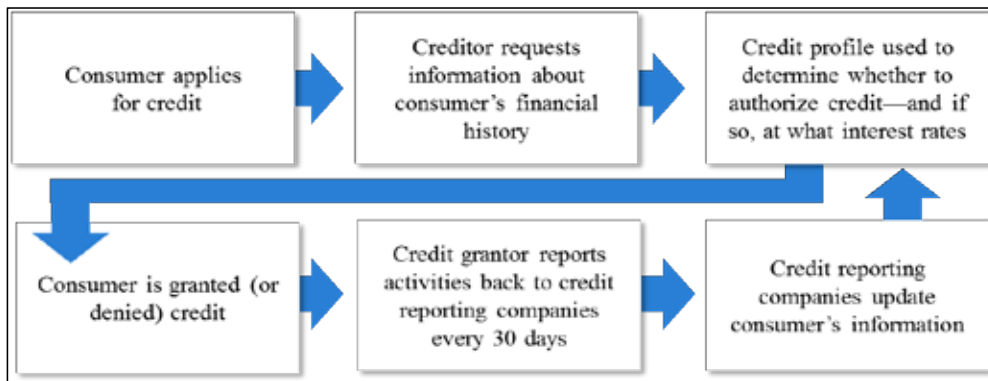 Consumer applies
for credit
Creditor requests
information about
consumer's financial
history
Credit profile used to
determine whether to
authorize credit—and if
so, at what interest rates
Consumer is granted (or
denied) credit
Credit grantor reports
activities back to credit
reporting companies
every 30 days
Credit reporting
companies update
consumer's information